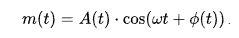 m(t) = A(t) · cos(ωt + ϕ(t)) .